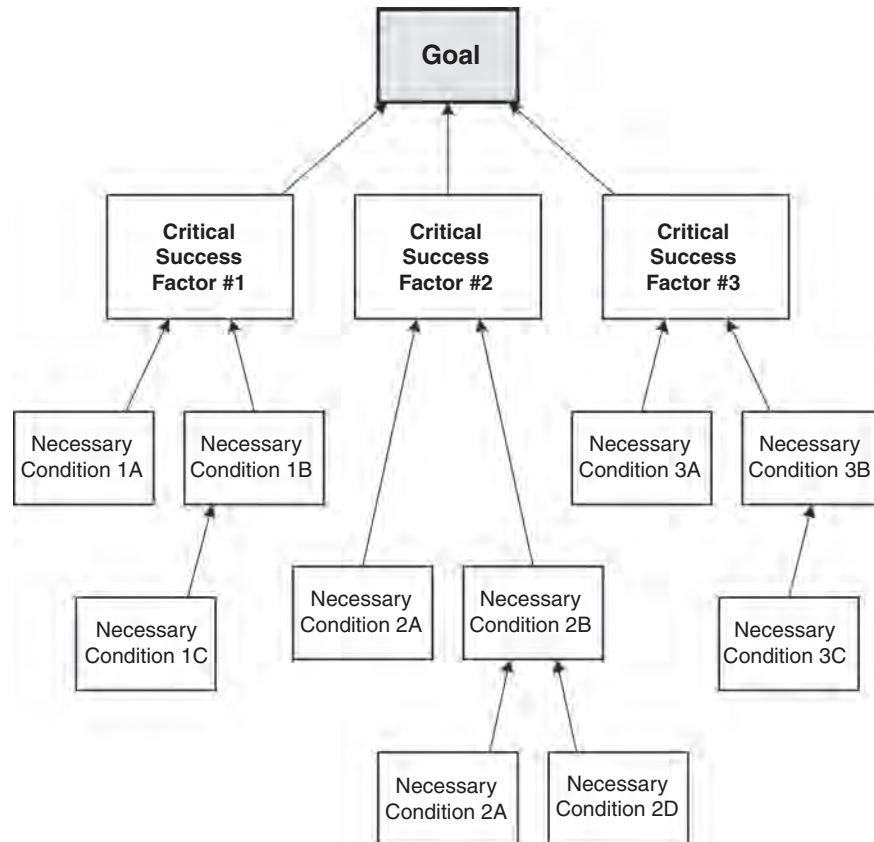 Goal
Critical
Success
Factor #1
Critical
Success
Factor #2
Critical
Success
Factor #3
Necessary
Condition 1A
Necessary
Condition 1B
Necessary
Condition 3A
Necessary
Condition 3B
Necessary
Condition 1C
Necessary
Condition 2A
Necessary
Condition 2B
Necessary
Condition 3C
Necessary
Condition 2A
Necessary
Condition 2D